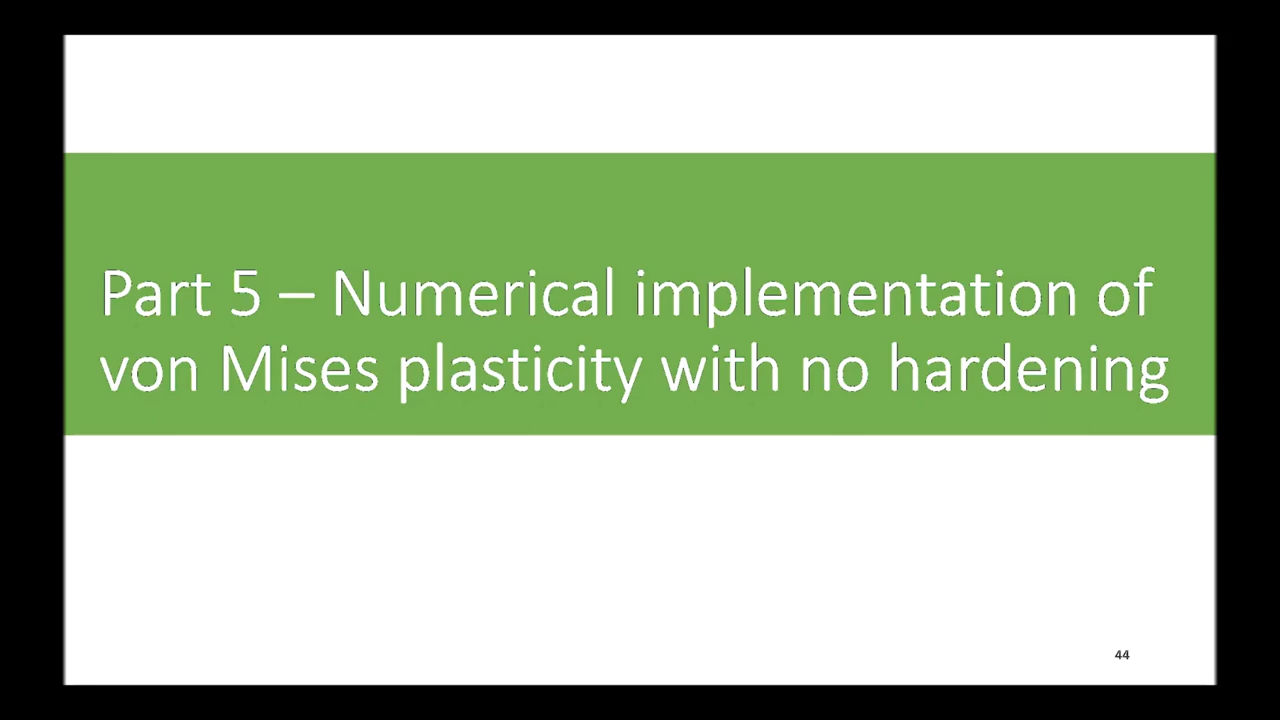 Part 5 – Numerical implementation of
von Mises plasticity with no hardening
44